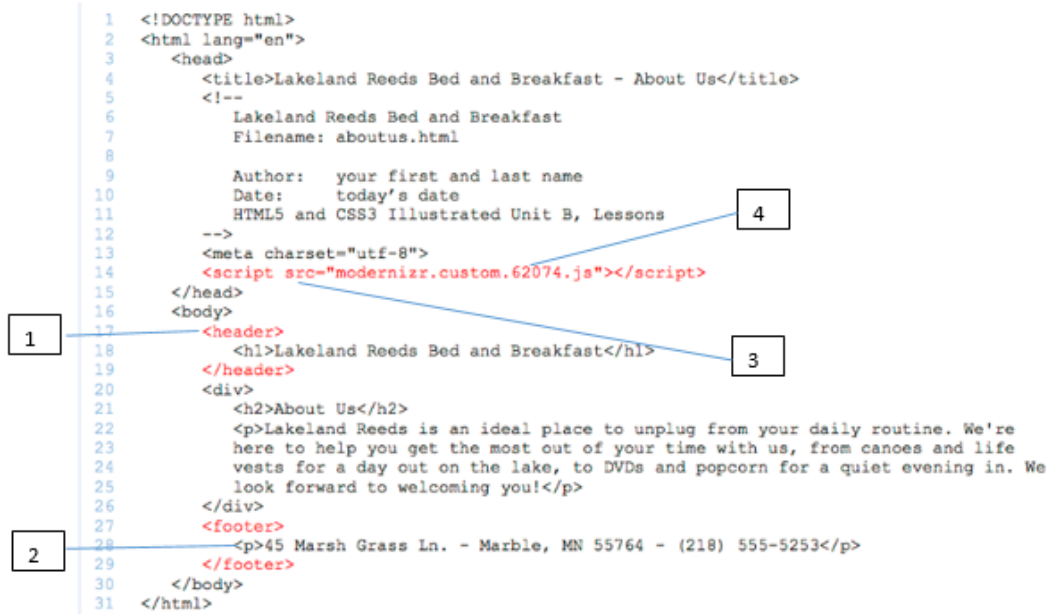 1 <!DOCTYPE html>
2 <html lang="en">
3 <head>
4 <title>Lakeland Reeds Bed and Breakfast - About Us</title>
5 <!--
6 Lakeland Reeds Bed and Breakfast
7 Filename: aboutus.html
8
9 Author: your first and last name
10 Date: today's date
11 HTML5 and CSS3 Illustrated Unit B, Lessons
4
12 -->
13 <meta charset="utf-8">
14 <script src="modernizr.custom.62074.js"></script>
15 </head>
16 <body>
1
17 <header>
18 <h1>Lakeland Reeds Bed and Breakfast</h1>
3
19 </header>
20 <div>
21 <h2>About Us</h2>
22 <p>Lakeland Reeds is an ideal place to unplug from your daily routine. We're
23 here to help you get the most out of your time with us, from canoes and life
24 vests for a day out on the lake, to DVDs and popcorn for a quiet evening in. We
25 look forward to welcoming you!</p>
26 </div>
27 <footer>
2
28 <p>45 Marsh Grass Ln. - Marble, MN 55764 - (218) 555-5253</p>
29 </footer>
30 </body>
31 </html>